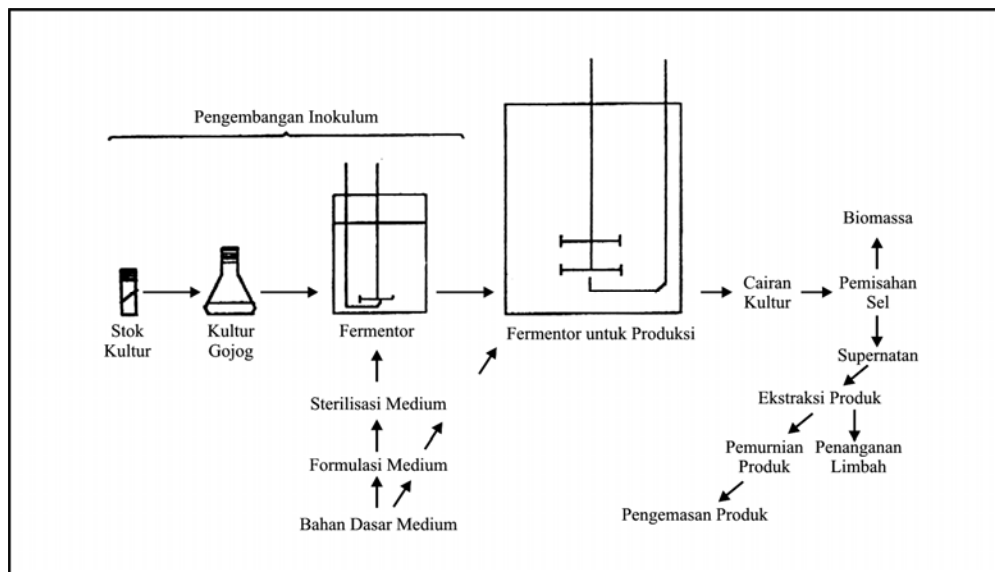 Pengembangan Inokulum
Stok
Kultur
Kultur
Gojog
Fermentor
Fermentor untuk Produksi
Sterilisasi Medium
Formulasi Medium
Bahan Dasar Medium
Cairan
Kultur
Biomassa
Pemisahan
Sel
Supernatan
Ekstraksi Produk
Pemurnian
Produk
Penanganan
Limbah
Pengemasan Produk